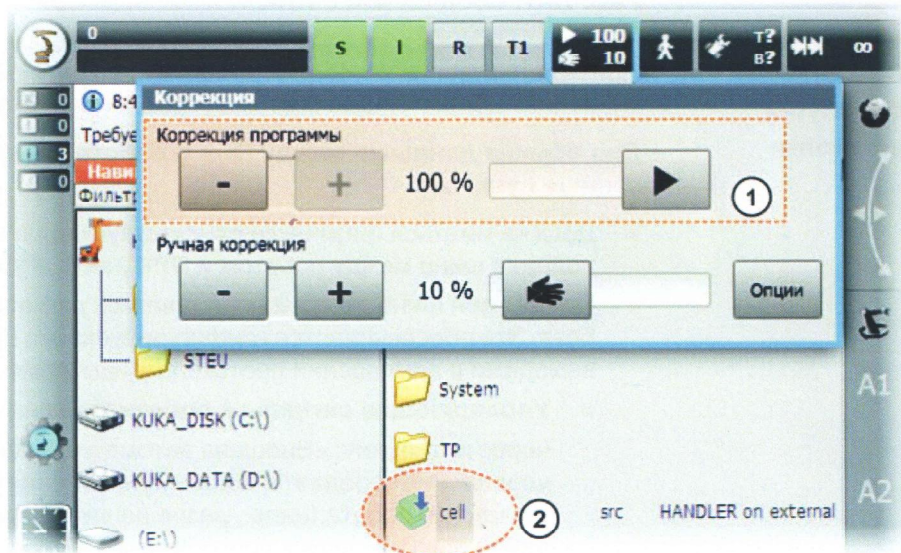 0
S I R T1 100 10 T? B? ∞
0 8:4 Коррекция
0 Требуе Коррекция программы
3 Нави - + 100 % 1
0 Фильтр
Ручная коррекция
- + 10 % Опции
STEU
System
A1
KUKA_DISK (C:\)
TP
KUKA_DATA (D:\)
A2
cell 2 src HANDLER on external
(E:\)